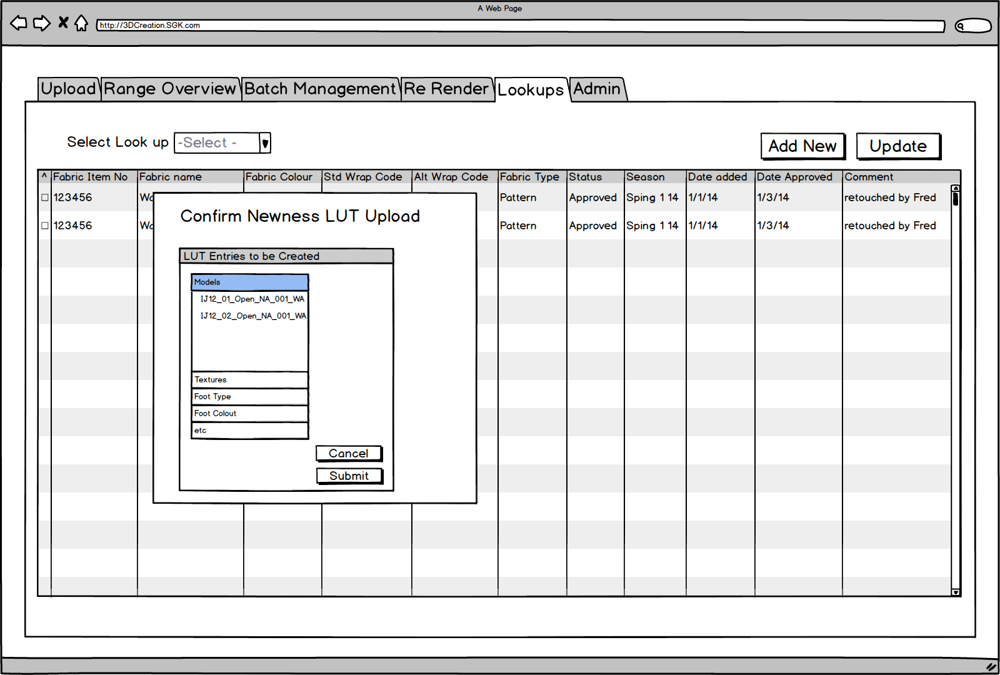 A Web Page
http://3DCreation.SGK.com
Upload Range Overview Batch Management Re Render Lookups Admin
Select Look up -Select - Add New Update
^ Fabric Item No Fabric name Fabric Colour Std Wrap Code Alt Wrap Code Fabric Type Status Season Date added Date Approved Comment
123456 Wa Pattern Approved Sping 1 14 1/1/14 1/3/14 retouched by Fred
123456 Wa Pattern Approved Sping 1 14 1/1/14 1/3/14 retouched by Fred
Confirm Newness LUT Upload
LUT Entries to be Created
Models
IJ12_01_Open_NA_001_WA
IJ12_02_Open_NA_001_WA
Textures
Foot Type
Foot Colout
etc
Cancel
Submit